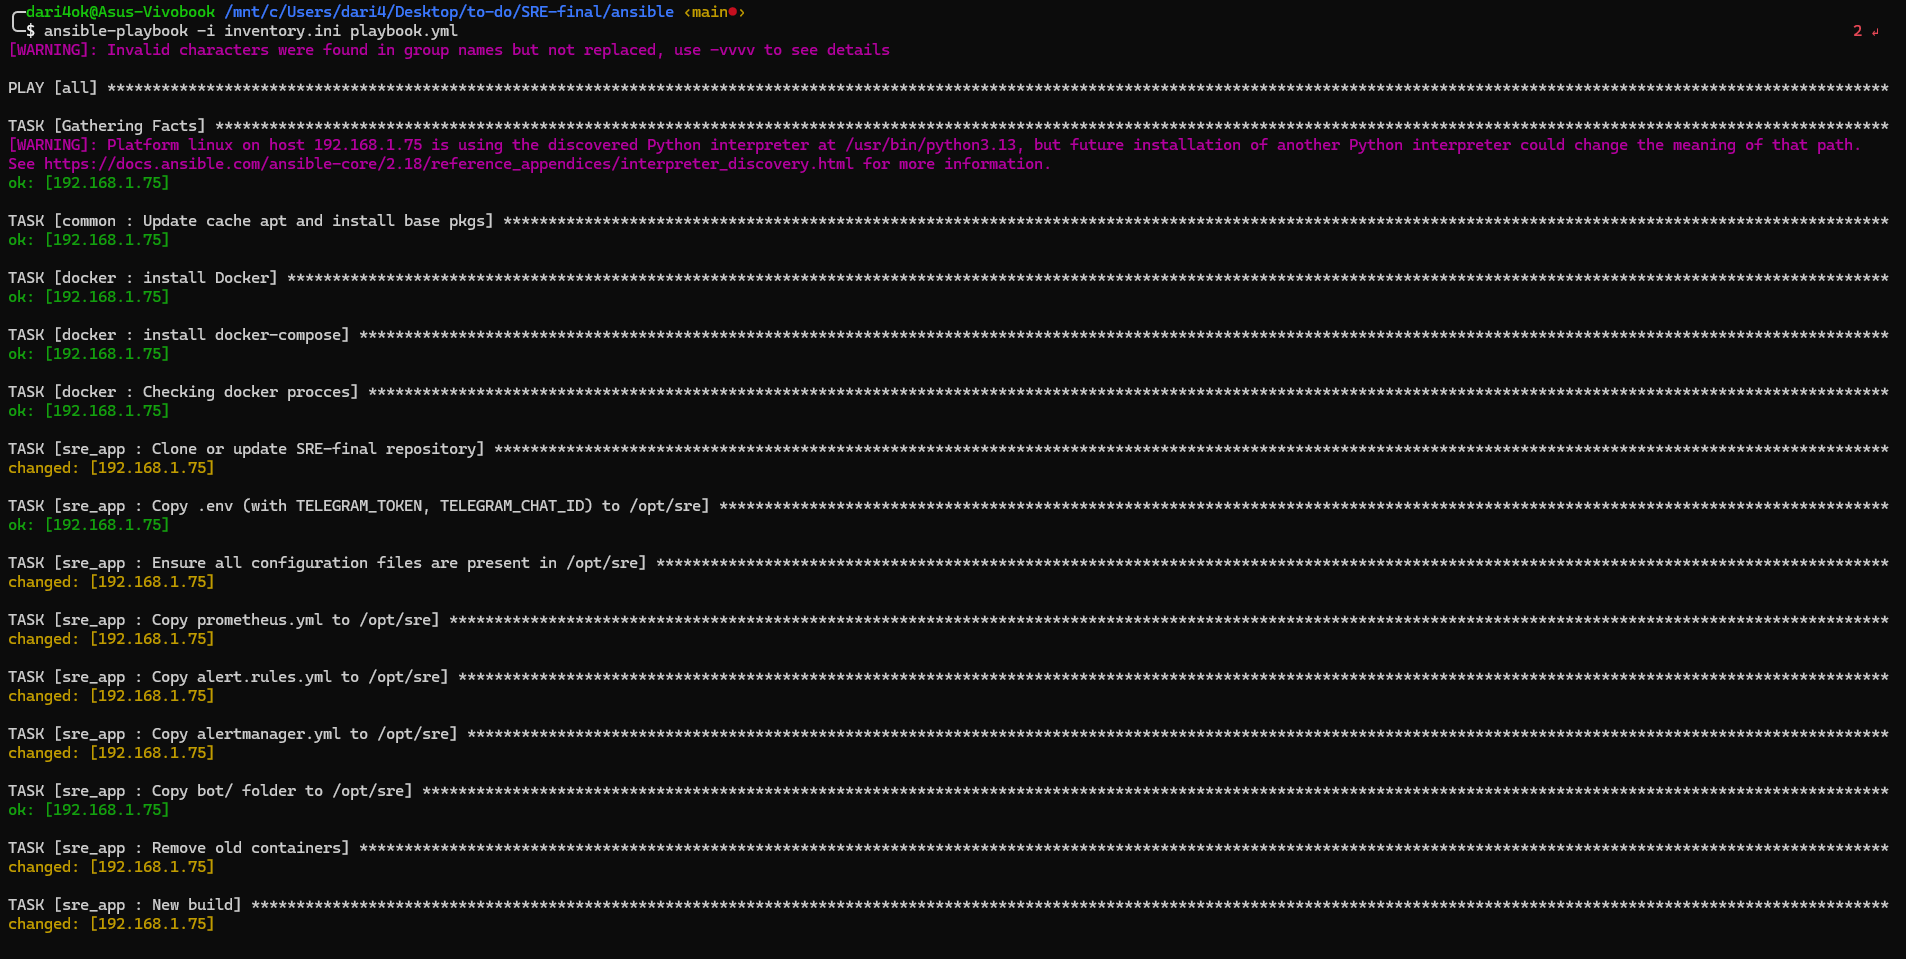 dari4ok@Asus-Vivobook /mnt/c/Users/dari4/Desktop/to-do/SRE-final/ansible ‹main●›
$ ansible-playbook -i inventory.ini playbook.yml 2 ↲
[WARNING]: Invalid characters were found in group names but not replaced, use -vvvv to see details
PLAY [all] ******************************************************************************************************************************************************************************************************
TASK [Gathering Facts] ******************************************************************************************************************************************************************************************
[WARNING]: Platform linux on host 192.168.1.75 is using the discovered Python interpreter at /usr/bin/python3.13, but future installation of another Python interpreter could change the meaning of that path.
See https://docs.ansible.com/ansible-core/2.18/reference_appendices/interpreter_discovery.html for more information.
ok: [192.168.1.75]
TASK [common : Update cache apt and install base pkgs] **********************************************************************************************************************************************************
ok: [192.168.1.75]
TASK [docker : install Docker] **********************************************************************************************************************************************************************************
ok: [192.168.1.75]
TASK [docker : install docker-compose] **************************************************************************************************************************************************************************
ok: [192.168.1.75]
TASK [docker : Checking docker procces] *************************************************************************************************************************************************************************
ok: [192.168.1.75]
TASK [sre_app : Clone or update SRE-final repository] ***********************************************************************************************************************************************************
changed: [192.168.1.75]
TASK [sre_app : Copy .env (with TELEGRAM_TOKEN, TELEGRAM_CHAT_ID) to /opt/sre] **********************************************************************************************************************************
ok: [192.168.1.75]
TASK [sre_app : Ensure all configuration files are present in /opt/sre] *****************************************************************************************************************************************
changed: [192.168.1.75]
TASK [sre_app : Copy prometheus.yml to /opt/sre] ****************************************************************************************************************************************************************
changed: [192.168.1.75]
TASK [sre_app : Copy alert.rules.yml to /opt/sre] ***************************************************************************************************************************************************************
changed: [192.168.1.75]
TASK [sre_app : Copy alertmanager.yml to /opt/sre] **************************************************************************************************************************************************************
changed: [192.168.1.75]
TASK [sre_app : Copy bot/ folder to /opt/sre] *******************************************************************************************************************************************************************
ok: [192.168.1.75]
TASK [sre_app : Remove old containers] **************************************************************************************************************************************************************************
changed: [192.168.1.75]
TASK [sre_app : New build] **************************************************************************************************************************************************************************************
changed: [192.168.1.75]